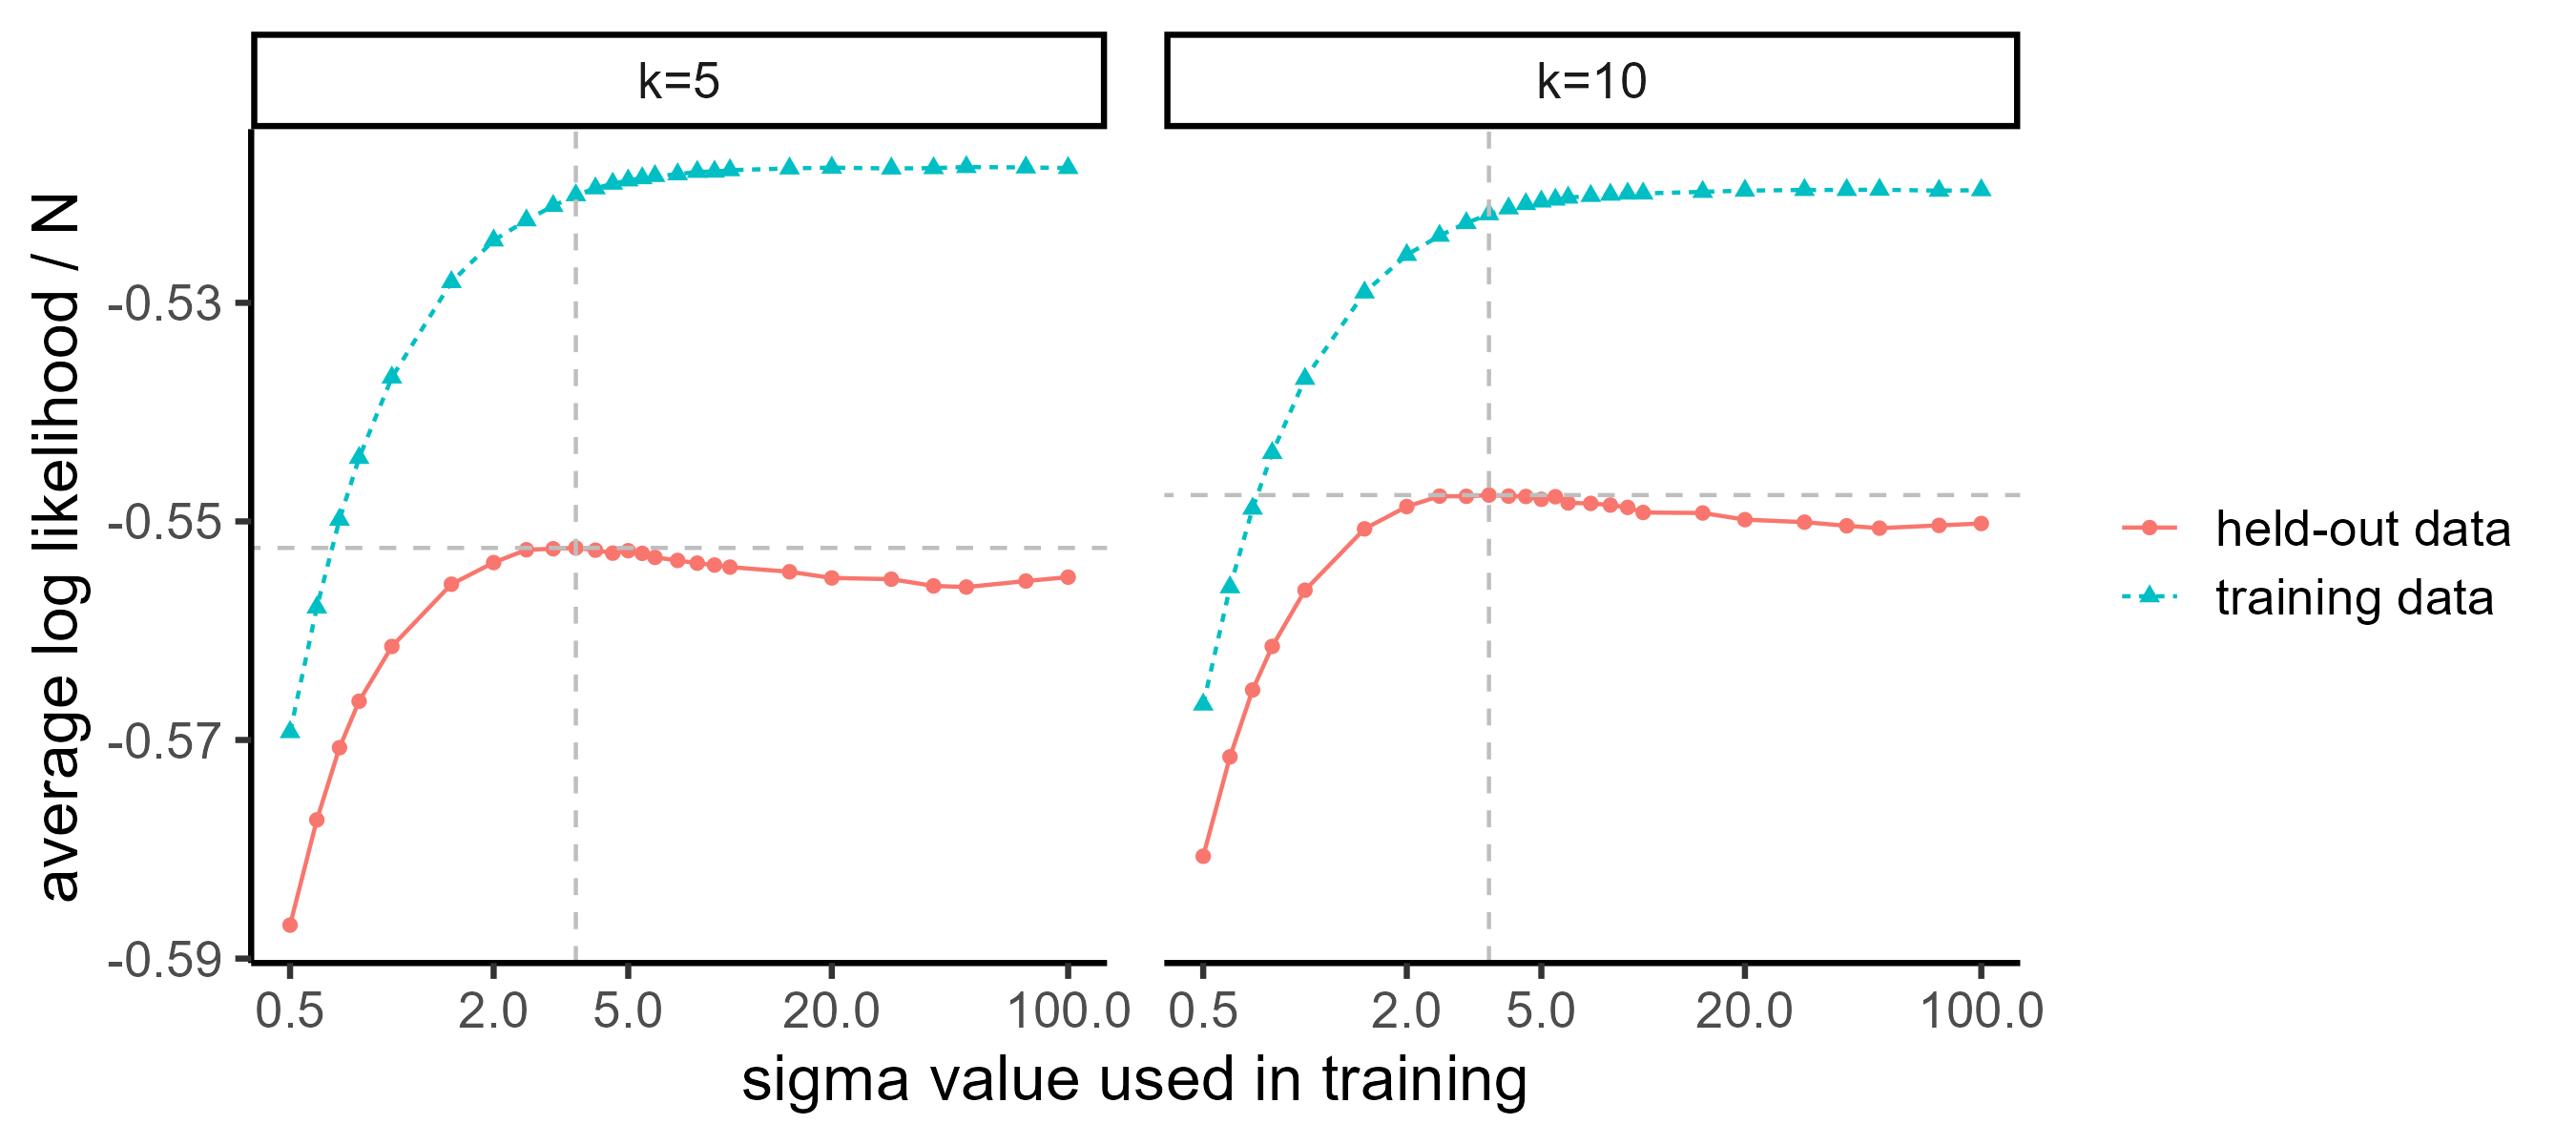 k=5
k=10
average log likelihood / N
-0.53
-0.55
-0.57
-0.59
0.5
2.0
5.0
20.0
100.0
0.5
2.0
5.0
20.0
100.0
sigma value used in training
held-out data
training data